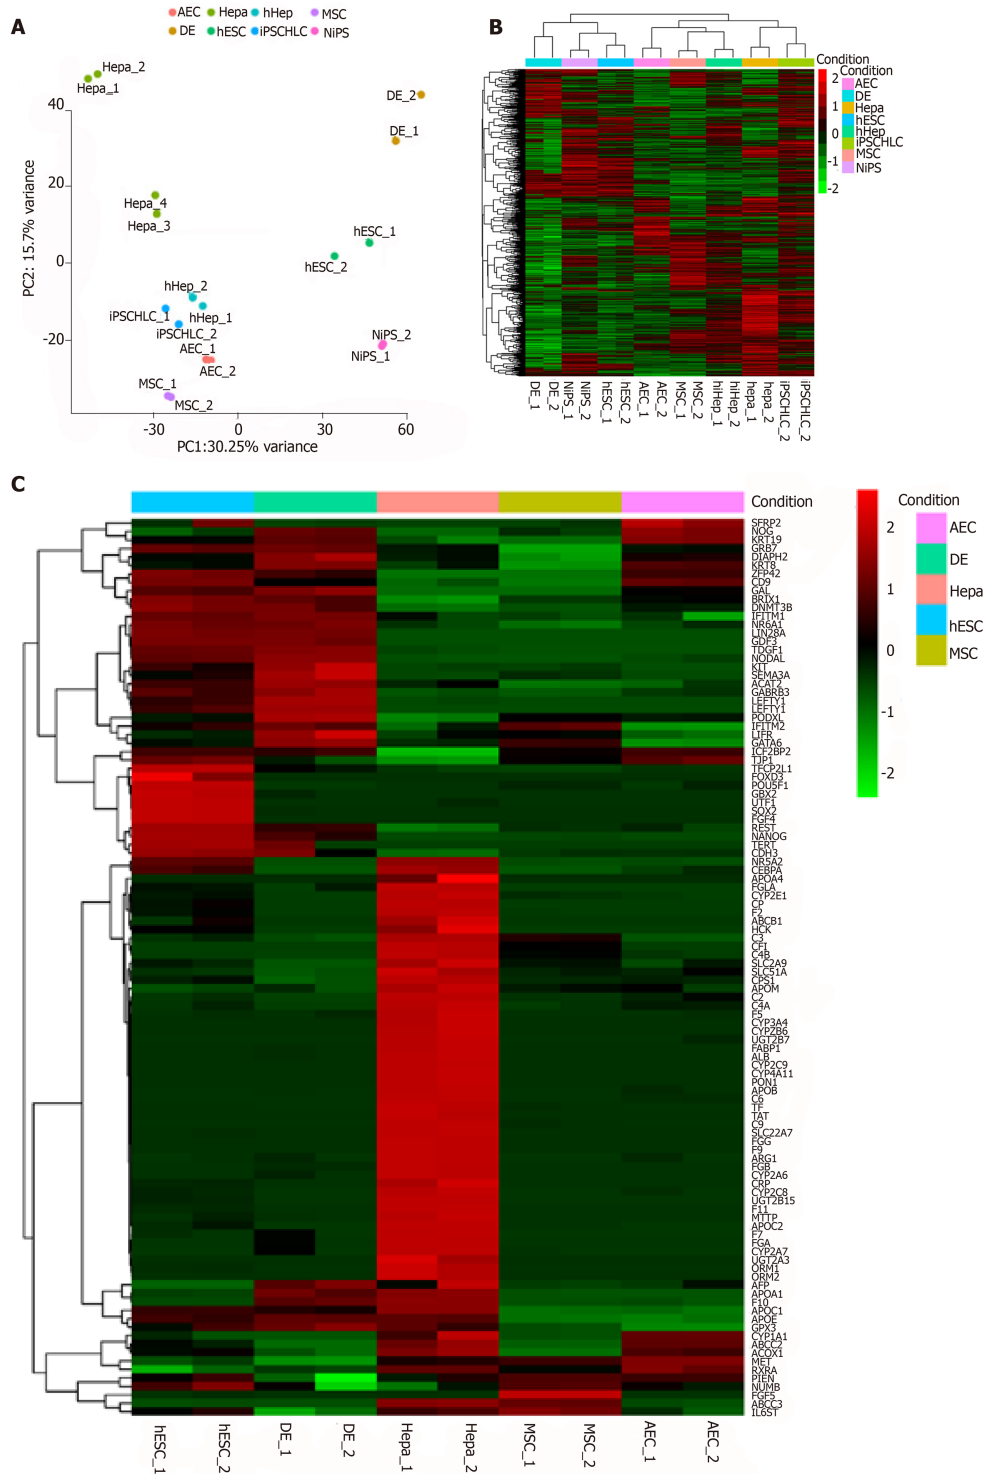 A
AEC Hepa hHep MSC
DE hESC iPSCHLC NiPS
Hepa_2
Hepa_1
DE_2
DE_1
Hepa_4
Hepa_3
hESC_1
hESC_2
hHep_2
iPSCHLC_1
hHep_1
iPSCHLC_2
AEC_1
AEC_2
NiPS_2
NiPS_1
MSC_1
MSC_2
40
20
0
-20
PC2: 15.7% variance
-30 0 30 60
PC1:30.25% variance
B
Condition
2
1
0
-1
-2
Condition
AEC
DE
Hepa
hESC
hHep
iPSCHLC
MSC
NiPS
DE_1
DE_2
NiPS_1
NiPS_2
hESC_1
hESC_2
AEC_1
AEC_2
MSC_1
MSC_2
hiHep_1
hiHep_2
hepa_1
hepa_2
iPSCHLC_2
iPSCHLC_2
C
Condition
SFRP2
NOG
KRT19
GRB7
DIAPH2
KRT8
ZFP42
CD9
GAL
BRIX1
DNMT3B
IFITM1
NR6A1
LIN28A
GDF3
TDGF1
NODAL
KIT
SEMA3A
ACAT2
GABRB3
LEFTY1
LEFTY1
PODXL
IFITM2
LIFR
GATA6
ICF2BP2
TJP1
TFCP2L1
FOXD3
POU5F1
GBX2
UTF1
SOX2
FGF4
REST
NANOG
TERT
CDH3
NR5A2
CEBPA
APOA4
FGLA
CYP2E1
CP
F2
ABCB1
HCK
C3
CFI
C4B
SLC2A9
SLC51A
CPS1
APOM
C2
C4A
F5
CYP3A4
CYPZB6
UGT2B7
FABP1
ALB
CYP2C9
CYP4A11
PON1
APOB
C6
TF
TAT
C9
SLC22A7
FGG
F9
ARG1
FGB
CYP2A6
CRP
CYP2C8
UGT2B15
F11
MTTP
APOC2
F7
FGA
CYP2A7
UGT2A3
ORM1
ORM2
AFP
APOA1
F10
APOC1
APOE
GPX3
CYP1A1
ABCC2
ACOX1
MET
RXRA
PIEN
NUMB
FGF5
ABCC3
IL6ST
hESC_1
hESC_2
DE_1
DE_2
Hepa_1
Hepa_2
MSC_1
MSC_2
AEC_1
AEC_2
2
1
0
-1
-2
Condition
AEC
DE
Hepa
hESC
MSC